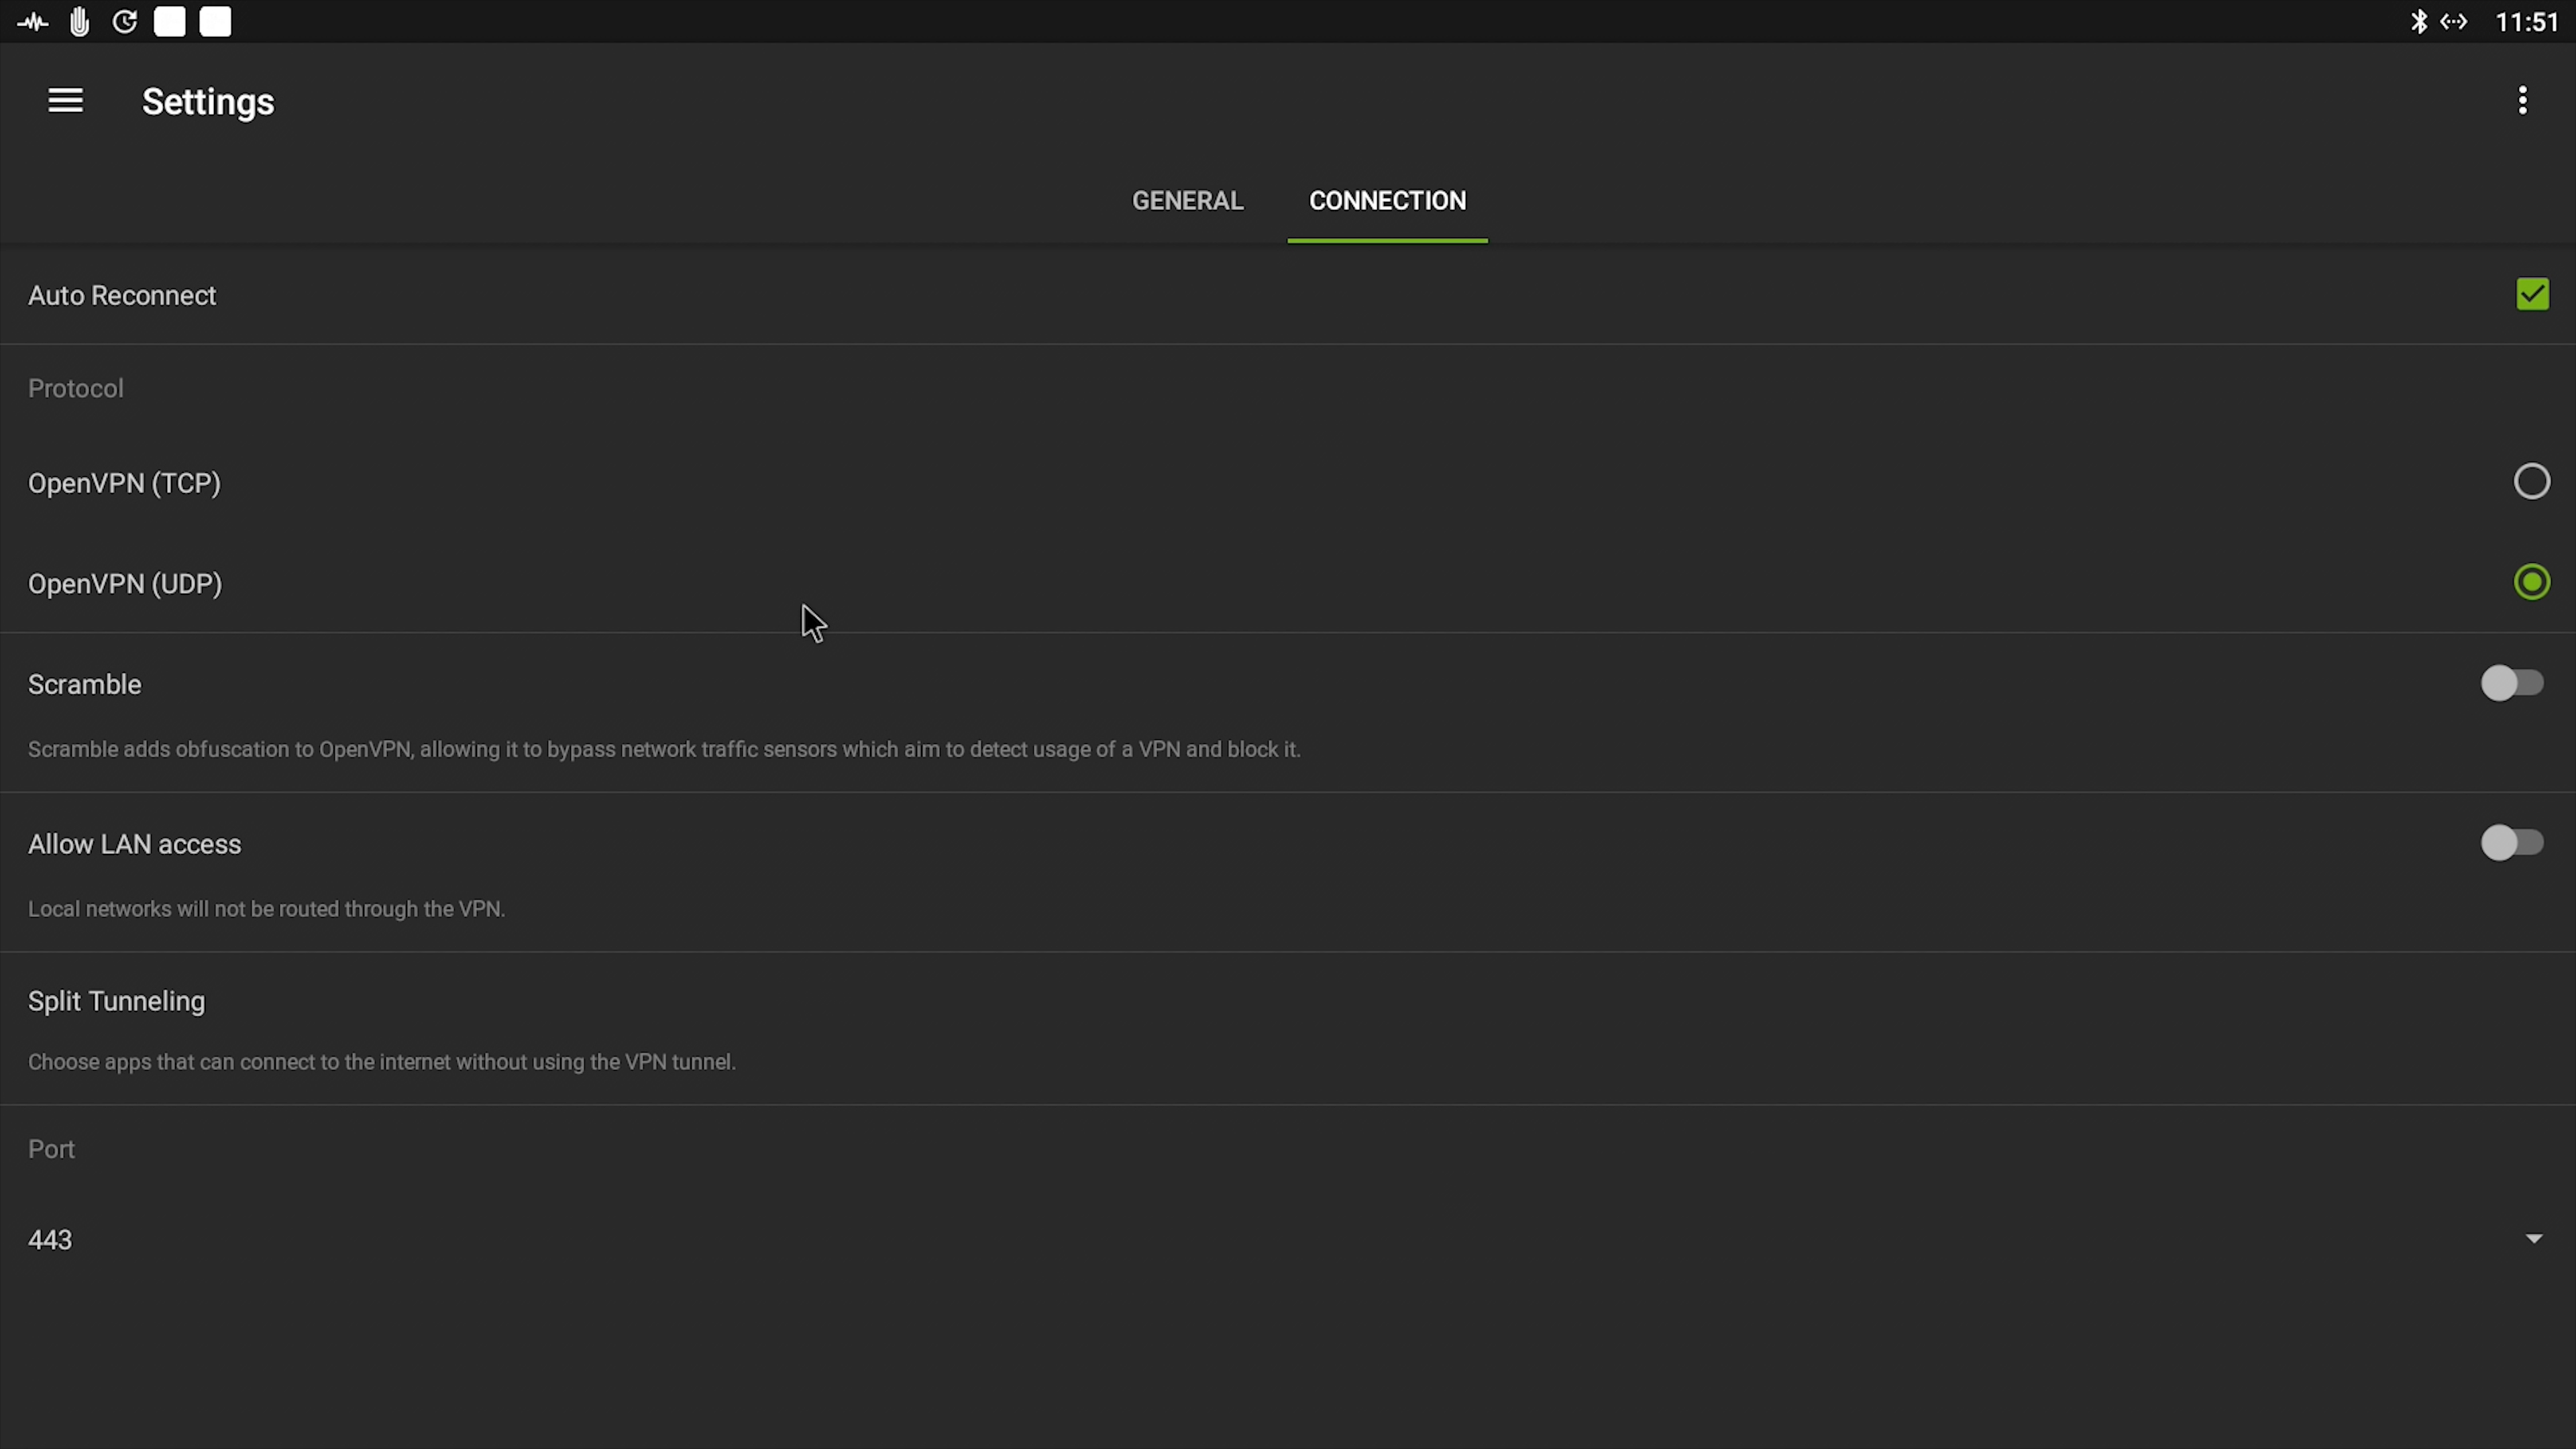 11:51
Settings
GENERAL CONNECTION
Auto Reconnect
Protocol
OpenVPN (TCP)
OpenVPN (UDP)
Scramble
Scramble adds obfuscation to OpenVPN, allowing it to bypass network traffic sensors which aim to detect usage of a VPN and block it.
Allow LAN access
Local networks will not be routed through the VPN.
Split Tunneling
Choose apps that can connect to the internet without using the VPN tunnel.
Port
443